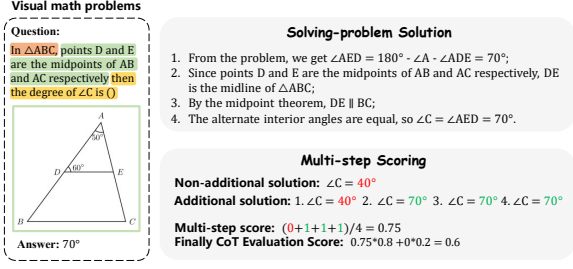 Visual math problems
Question:
In △ABC, points D and E
are the midpoints of AB
and AC respectively then
the degree of ∠C is ()
A
50°
D
60°
E
B
C
Answer: 70°
Solving-problem Solution
1. From the problem, we get ∠AED = 180° - ∠A - ∠ADE = 70°;
2. Since points D and E are the midpoints of AB and AC respectively, DE
is the midline of △ABC;
3. By the midpoint theorem, DE ∥ BC;
4. The alternate interior angles are equal, so ∠C = ∠AED = 70°.
Multi-step Scoring
Non-additional solution: ∠C = 40°
Additional solution: 1. ∠C = 40° 2. ∠C = 70° 3. ∠C = 70° 4. ∠C = 70°
Multi-step score: (0+1+1+1)/4 = 0.75
Finally CoT Evaluation Score: 0.75*0.8 +0*0.2 = 0.6